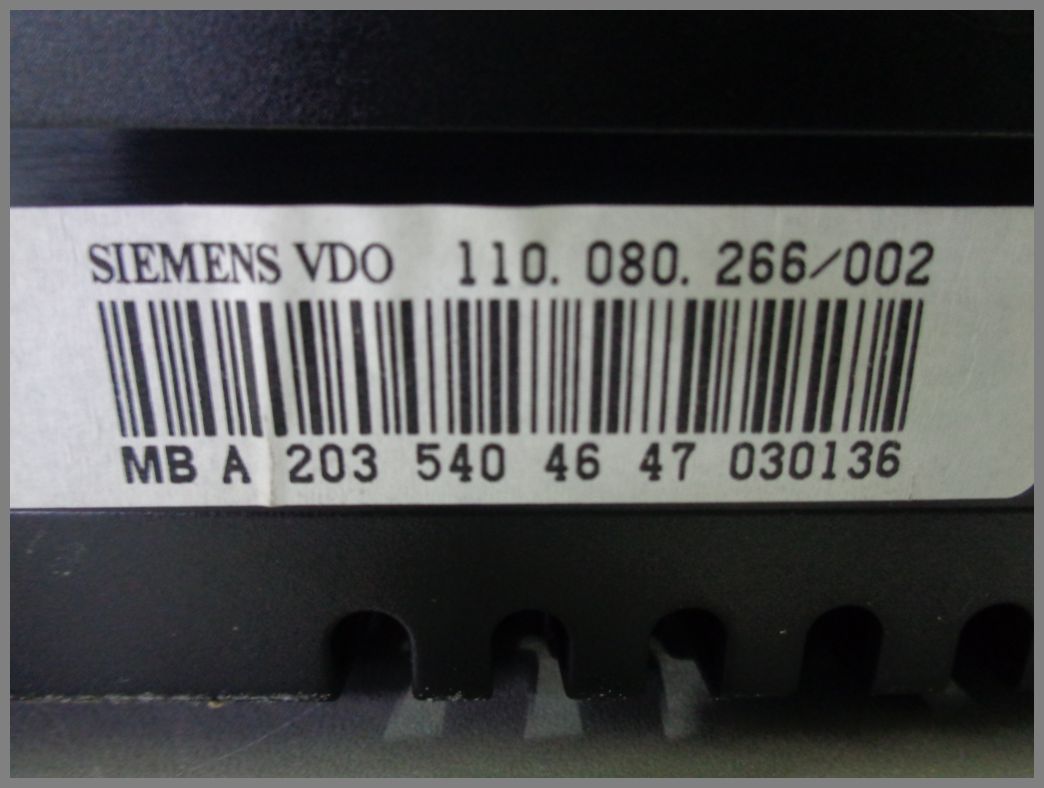 SIEMENS VDO 110. 080. 266/002
MB A 203 540 46 47 030136